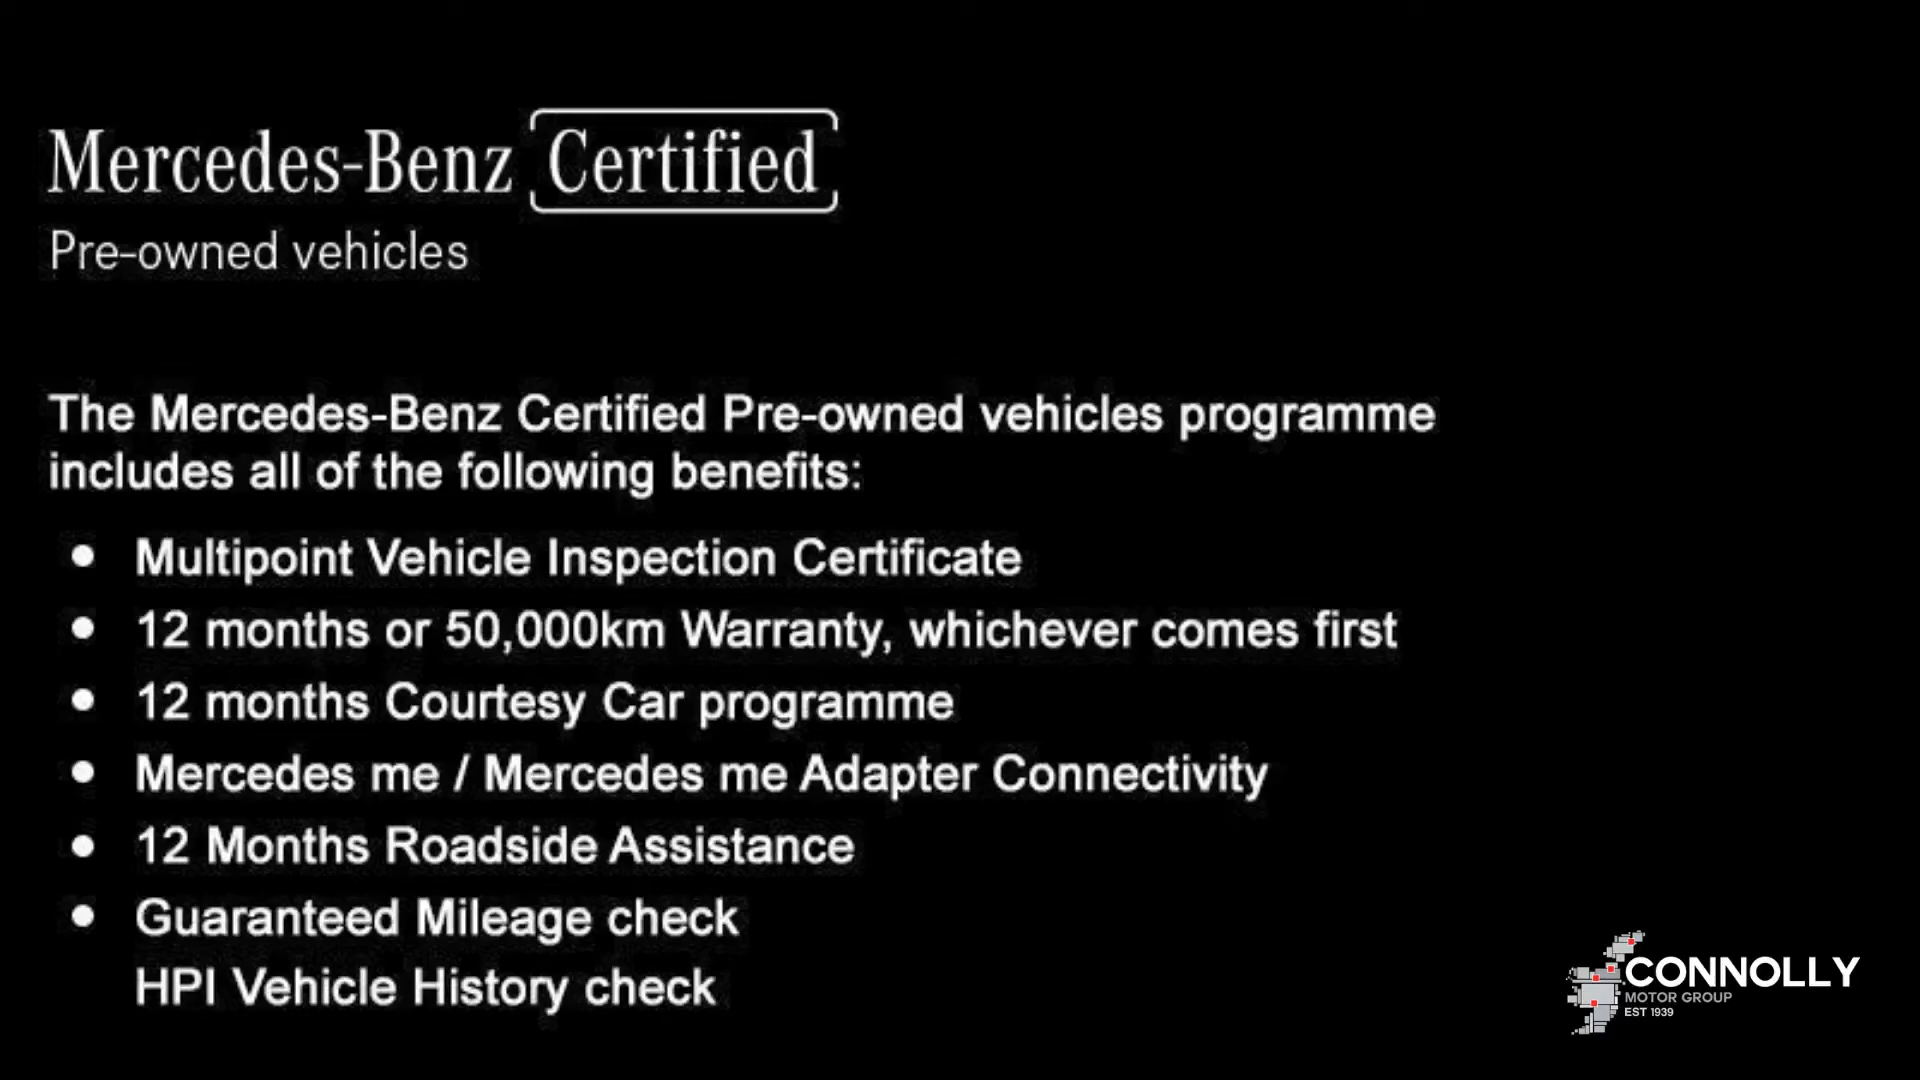 Mercedes-Benz Certified
Pre-owned vehicles
The Mercedes-Benz Certified Pre-owned vehicles programme
includes all of the following benefits:
• Multipoint Vehicle Inspection Certificate
• 12 months or 50,000km Warranty, whichever comes first
• 12 months Courtesy Car programme
• Mercedes me / Mercedes me Adapter Connectivity
• 12 Months Roadside Assistance
• Guaranteed Mileage check
HPI Vehicle History check
CONNOLLY
MOTOR GROUP
EST 1939